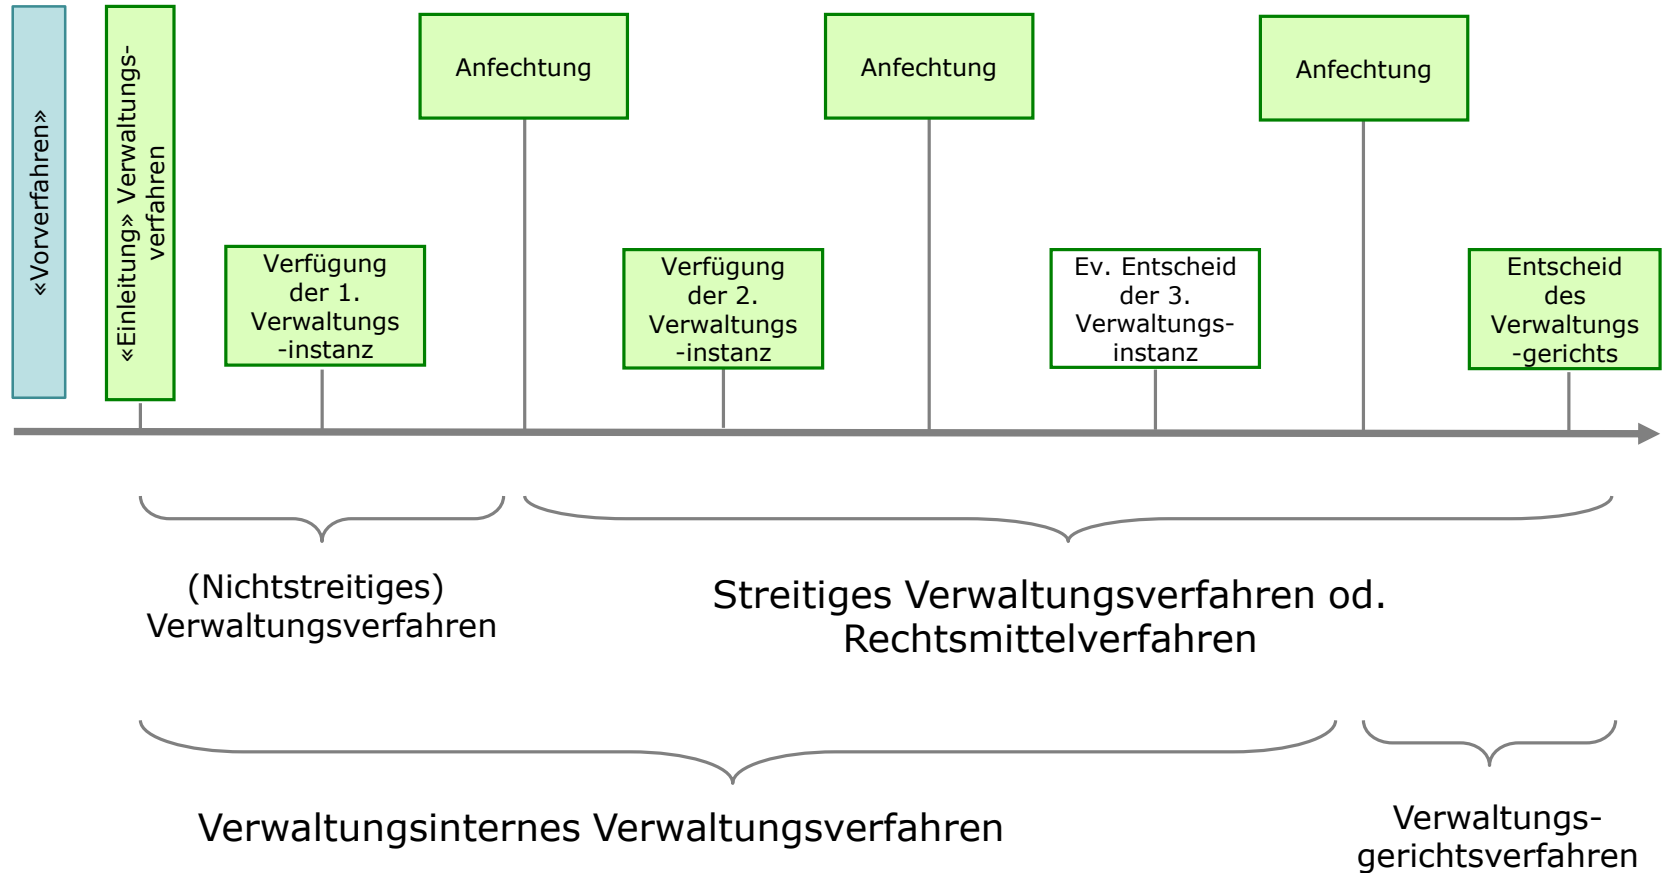 «Vorverfahren»
«Einleitung» Verwaltungs-
verfahren
Anfechtung
Anfechtung
Anfechtung
Verfügung
der 1.
Verwaltungs
-instanz
Verfügung
der 2.
Verwaltungs
-instanz
Ev. Entscheid
der 3.
Verwaltungs-
instanz
Entscheid
des
Verwaltungs
-gerichts
(Nichtstreitiges)
Verwaltungsverfahren
Streitiges Verwaltungsverfahren od.
Rechtsmittelverfahren
Verwaltungsinternes Verwaltungsverfahren
Verwaltungs-
gerichtsverfahren